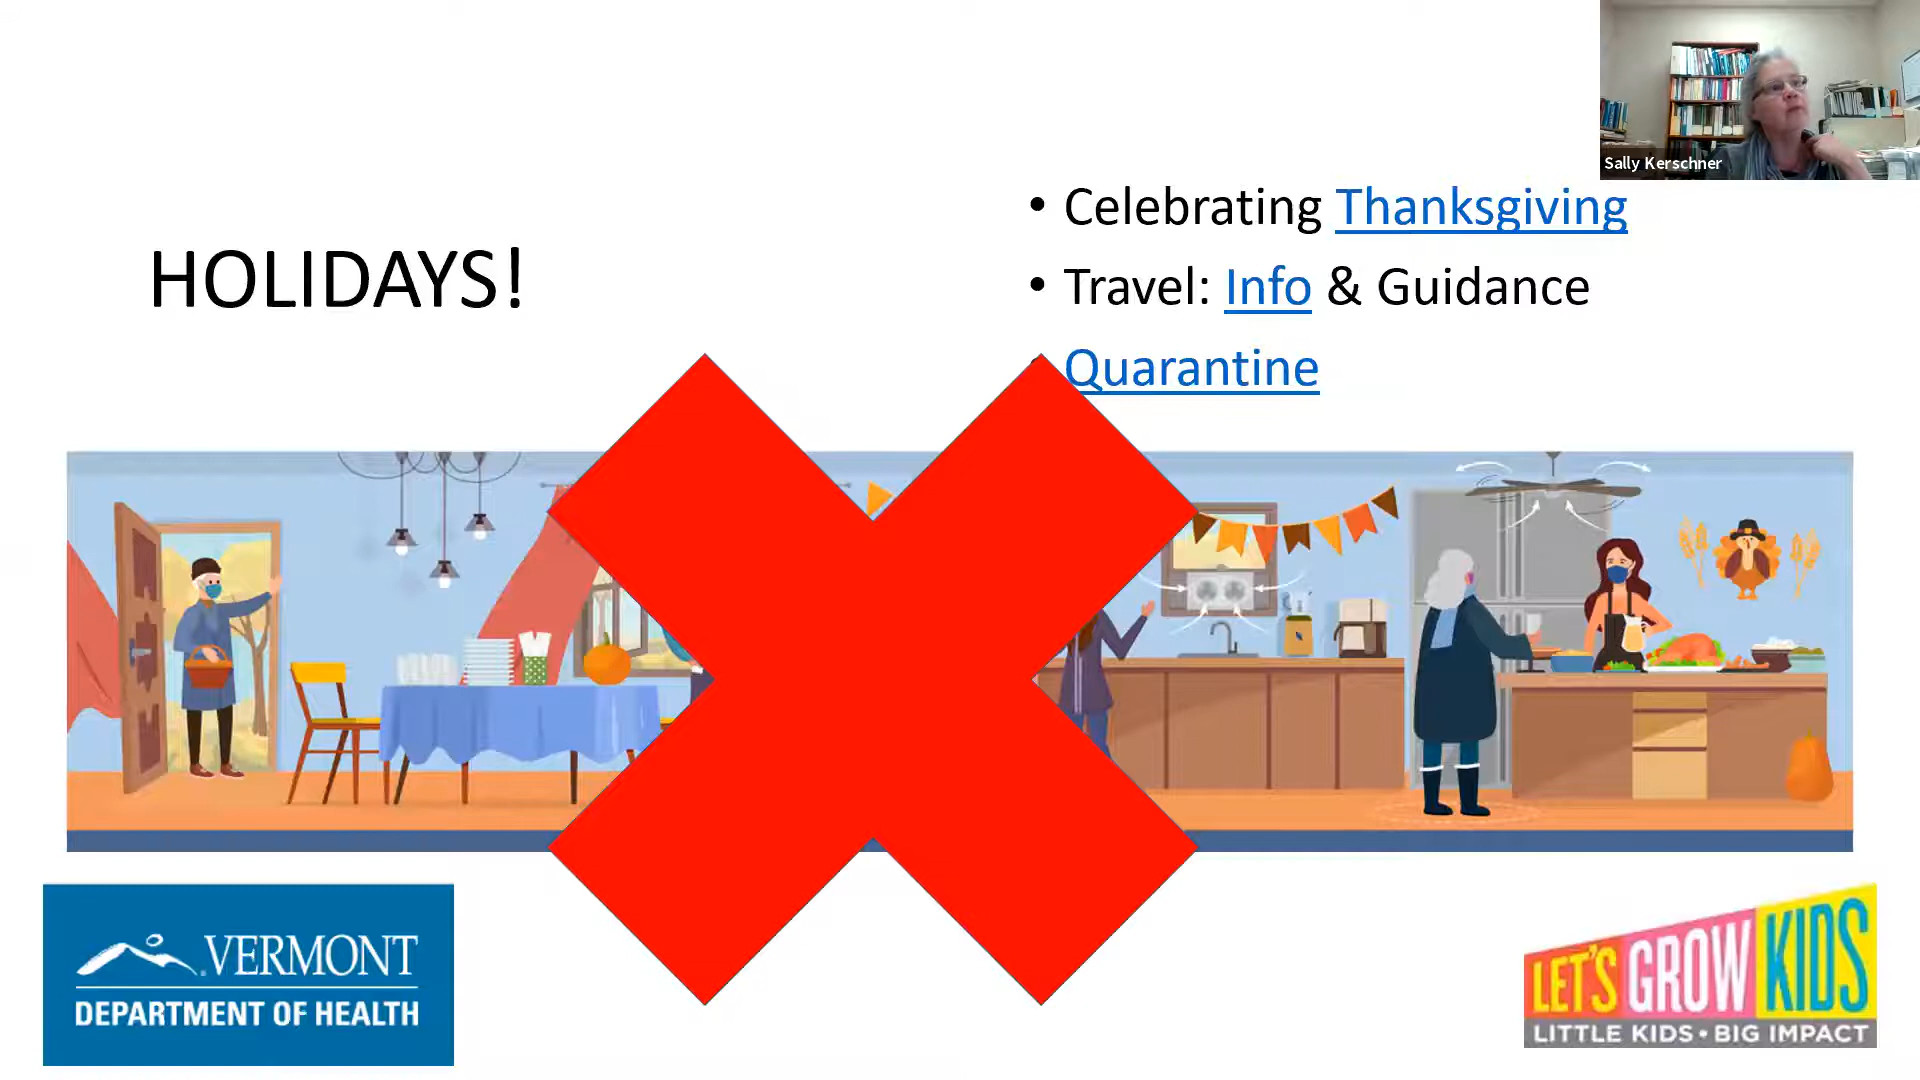 Sally Kerschner
HOLIDAYS!
• Celebrating Thanksgiving
• Travel: Info & Guidance
• Quarantine
VERMONT
DEPARTMENT OF HEALTH
LET'S GROW KIDS
LITTLE KIDS • BIG IMPACT